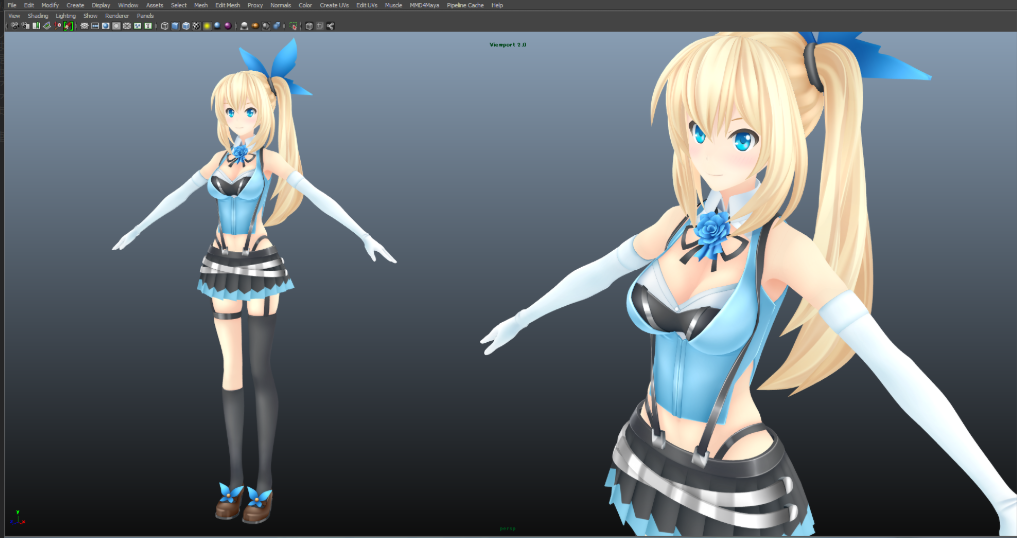 File Edit Modify Create Display Window Assets Select Mesh Edit Mesh Proxy Normals Color Create UVs Edit UVs Muscle MMD4Maya Pipeline Cache Help
View Shading Lighting Show Renderer Panels
Viewport 2.0
persp